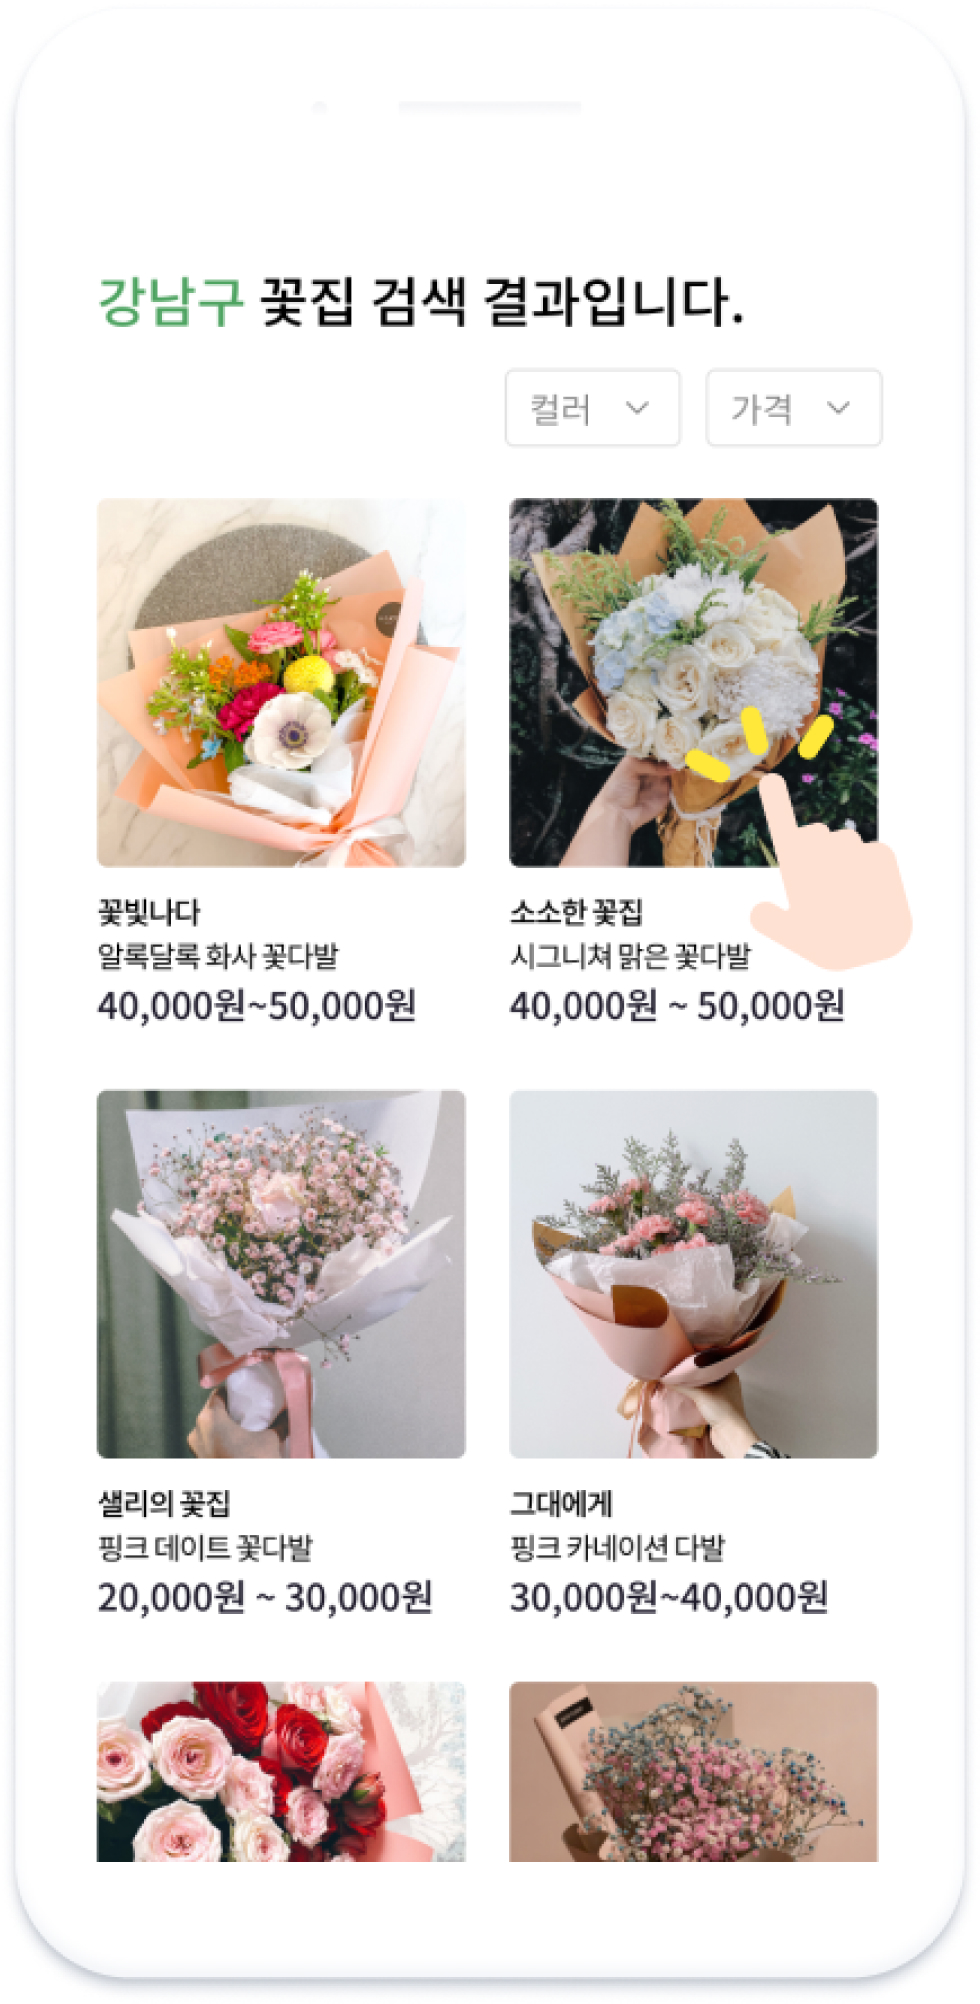 강남구 꽃집 검색 결과입니다.
컬러
가격
꽃빛나다
알록달록 화사 꽃다발
40,000원~50,000원
소소한 꽃집
시그니쳐 맑은 꽃다발
40,000원 ~ 50,000원
샐리의 꽃집
핑크 데이트 꽃다발
20,000원 ~ 30,000원
그대에게
핑크 카네이션 다발
30,000원~40,000원